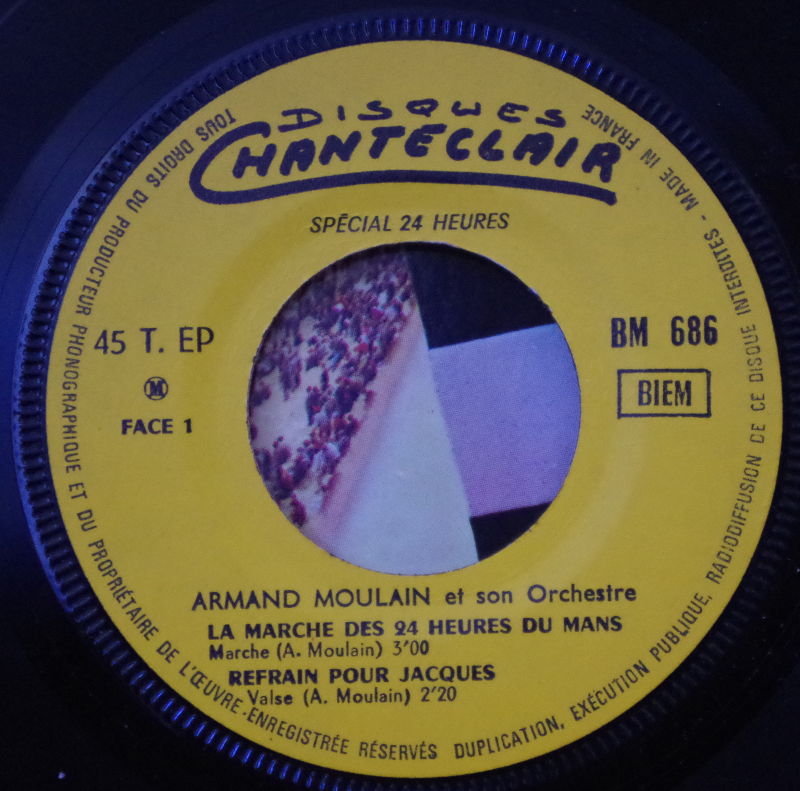 DISQUES
CHANTECLAIR
SPÉCIAL 24 HEURES
45 T. EP
M
FACE 1
BM 686
BIEM
ARMAND MOULAIN et son Orchestre
LA MARCHE DES 24 HEURES DU MANS
Marche (A. Moulain) 3'00
REFRAIN POUR JACQUES
Valse (A. Moulain) 2'20
TOUS DROITS DU PRODUCTEUR PHONOGRAPHIQUE ET DU PROPRIÉTAIRE DE L'ŒUVRE-ENREGISTRÉE RÉSERVÉS DUPLICATION, EXÉCUTION PUBLIQUE, RADIODIFFUSION DE CE DISQUE INTERDITES - MADE IN FRANCE